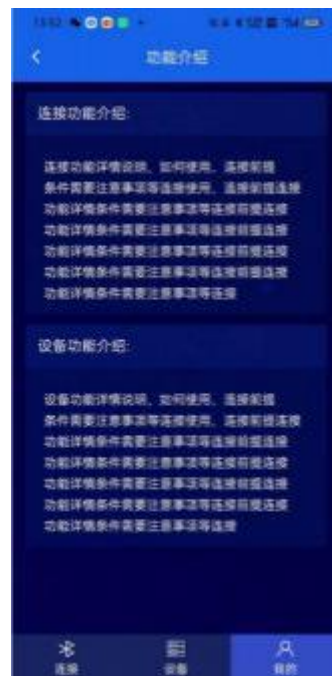 功能介绍
连接功能介绍:
连接功能详情说明、如何使用、连接前提
条件需要注意事项等连接使用、连接前提连接
功能详情条件需要注意事项等连接前提连接
功能详情条件需要注意事项等连接前提连接
功能详情条件需要注意事项等连接前提连接
功能详情条件需要注意事项等连接前提连接
功能详情条件需要注意事项等连接
设备功能介绍:
设备功能详情说明、如何使用、连接前提
条件需要注意事项等连接使用、连接前提连接
功能详情条件需要注意事项等连接前提连接
功能详情条件需要注意事项等连接前提连接
功能详情条件需要注意事项等连接前提连接
功能详情条件需要注意事项等连接前提连接
功能详情条件需要注意事项等连接
连接
设备
我的